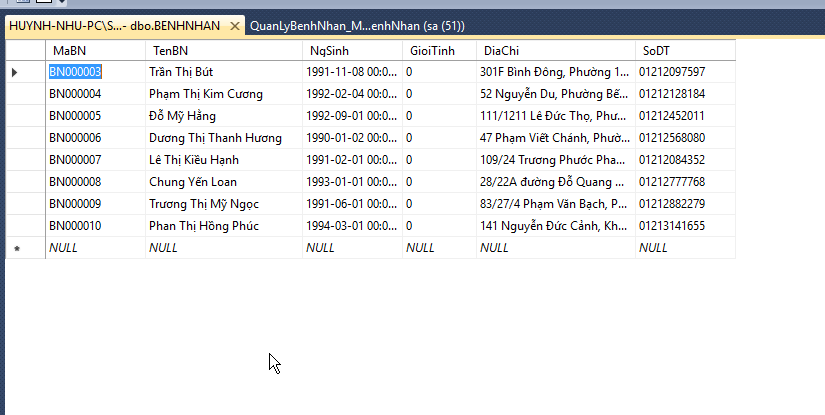 HUYNH-NHU-PC\S...- dbo.BENHNHAN QuanLyBenhNhan_M...enhNhan (sa (51))
MaBN TenBN NgSinh GioiTinh DiaChi SoDT
BN000003 Trần Thị Bút 1991-11-08 00:0... 0 301F Bình Đông, Phường 1... 01212097597
BN000004 Phạm Thị Kim Cương 1992-02-04 00:0... 0 52 Nguyễn Du, Phường Bế... 01212128184
BN000005 Đỗ Mỹ Hằng 1992-09-01 00:0... 0 111/1211 Lê Đức Thọ, Phư... 01212452011
BN000006 Dương Thị Thanh Hương 1990-01-02 00:0... 0 47 Phạm Viết Chánh, Phườ... 01212568080
BN000007 Lê Thị Kiều Hạnh 1991-02-01 00:0... 0 109/24 Trương Phước Pha... 01212084352
BN000008 Chung Yến Loan 1993-01-01 00:0... 0 28/22A đường Đỗ Quang ... 01212777768
BN000009 Trương Thị Mỹ Ngọc 1991-06-01 00:0... 0 83/27/4 Phạm Văn Bạch, P... 01212882279
BN000010 Phan Thị Hồng Phúc 1994-03-01 00:0... 0 141 Nguyễn Đức Cảnh, Kh... 01213141655
NULL NULL NULL NULL NULL NULL